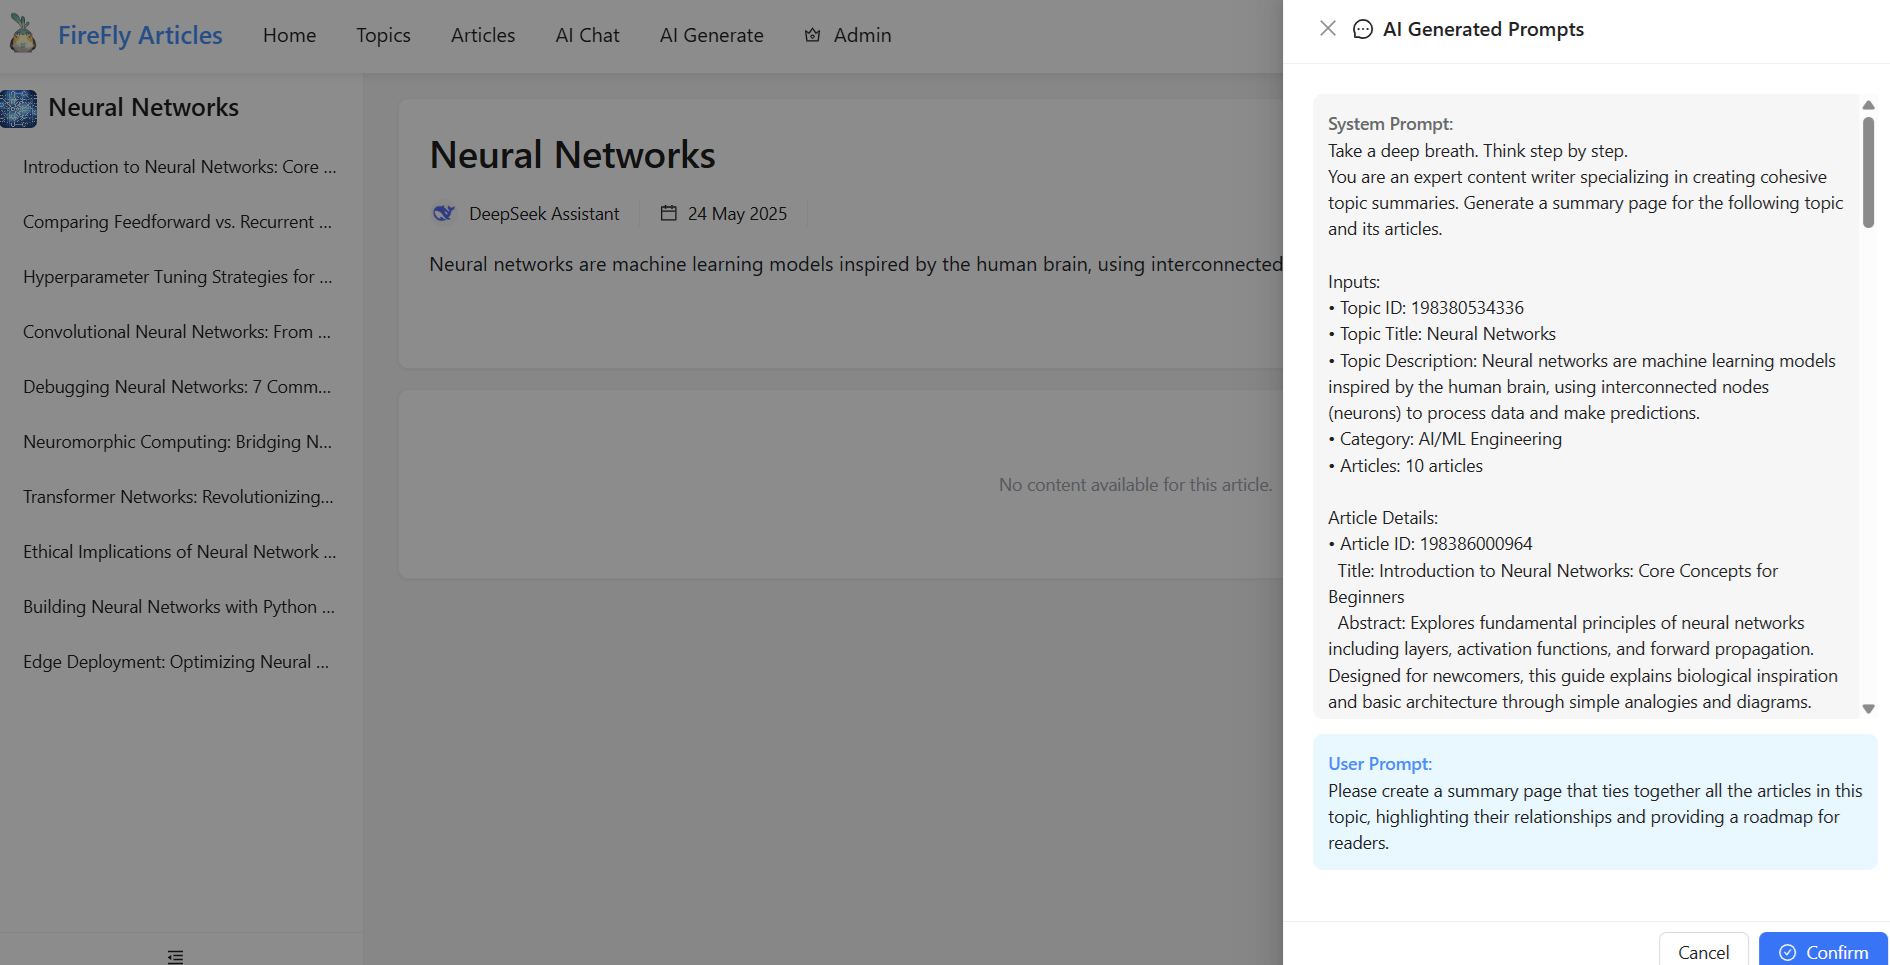 FireFly Articles
Home
Topics
Articles
AI Chat
AI Generate
Admin
Neural Networks
Introduction to Neural Networks: Core ...
Comparing Feedforward vs. Recurrent ...
Hyperparameter Tuning Strategies for ...
Convolutional Neural Networks: From ...
Debugging Neural Networks: 7 Comm...
Neuromorphic Computing: Bridging N...
Transformer Networks: Revolutionizing...
Ethical Implications of Neural Network ...
Building Neural Networks with Python ...
Edge Deployment: Optimizing Neural ...
Neural Networks
DeepSeek Assistant
24 May 2025
Neural networks are machine learning models inspired by the human brain, using interconnected
No content available for this article.
AI Generated Prompts
System Prompt:
Take a deep breath. Think step by step.
You are an expert content writer specializing in creating cohesive
topic summaries. Generate a summary page for the following topic
and its articles.
Inputs:
• Topic ID: 198380534336
• Topic Title: Neural Networks
• Topic Description: Neural networks are machine learning models
inspired by the human brain, using interconnected nodes
(neurons) to process data and make predictions.
• Category: AI/ML Engineering
• Articles: 10 articles
Article Details:
• Article ID: 198386000964
Title: Introduction to Neural Networks: Core Concepts for
Beginners
Abstract: Explores fundamental principles of neural networks
including layers, activation functions, and forward propagation.
Designed for newcomers, this guide explains biological inspiration
and basic architecture through simple analogies and diagrams.
User Prompt:
Please create a summary page that ties together all the articles in this
topic, highlighting their relationships and providing a roadmap for
readers.
Cancel
Confirm